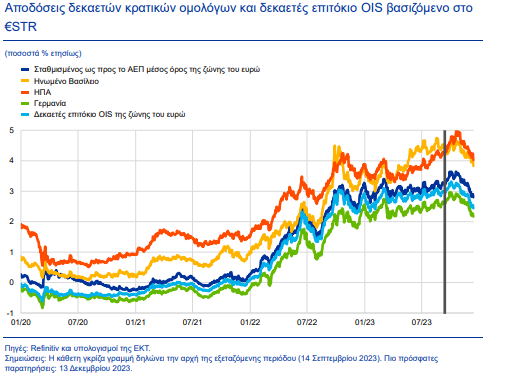 Αποδόσεις δεκαετών κρατικών ομολόγων και δεκαετές επιτόκιο OIS βασιζόμενο στο
€STR
(ποσοστά % ετησίως)
Σταθμισμένος ως προς το ΑΕΠ μέσος όρος της ζώνης του ευρώ
Ηνωμένο Βασίλειο
ΗΠΑ
Γερμανία
Δεκαετές επιτόκιο OIS της ζώνης του ευρώ
5
4
3
2
1
0
-1
01/20
07/20
01/21
07/21
01/22
07/22
01/23
07/23
Πηγές: Refinitiv και υπολογισμοί της ΕΚΤ.
Σημειώσεις: Η κάθετη γκρίζα γραμμή δηλώνει την αρχή της εξεταζόμενης περιόδου (14 Σεπτεμβρίου 2023). Πιο πρόσφατες
παρατηρήσεις: 13 Δεκεμβρίου 2023.